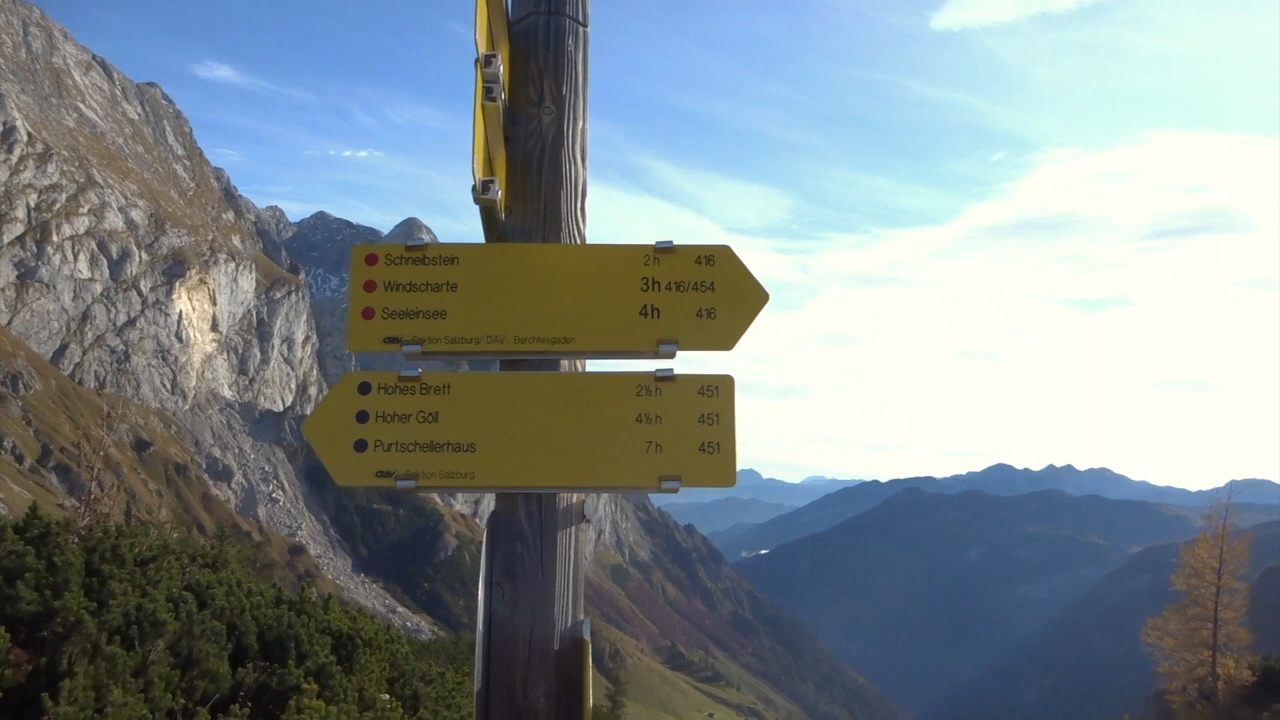 Schneibstein 2h 416
Windscharte 3h 416/454
Seeleinsee 4h 416
Sektion Salzburg/DAV: Berchtesgaden
Hohes Brett 2½h 451
Hoher Göll 4½h 451
Purtschellerhaus 7h 451
Sektion Salzburg